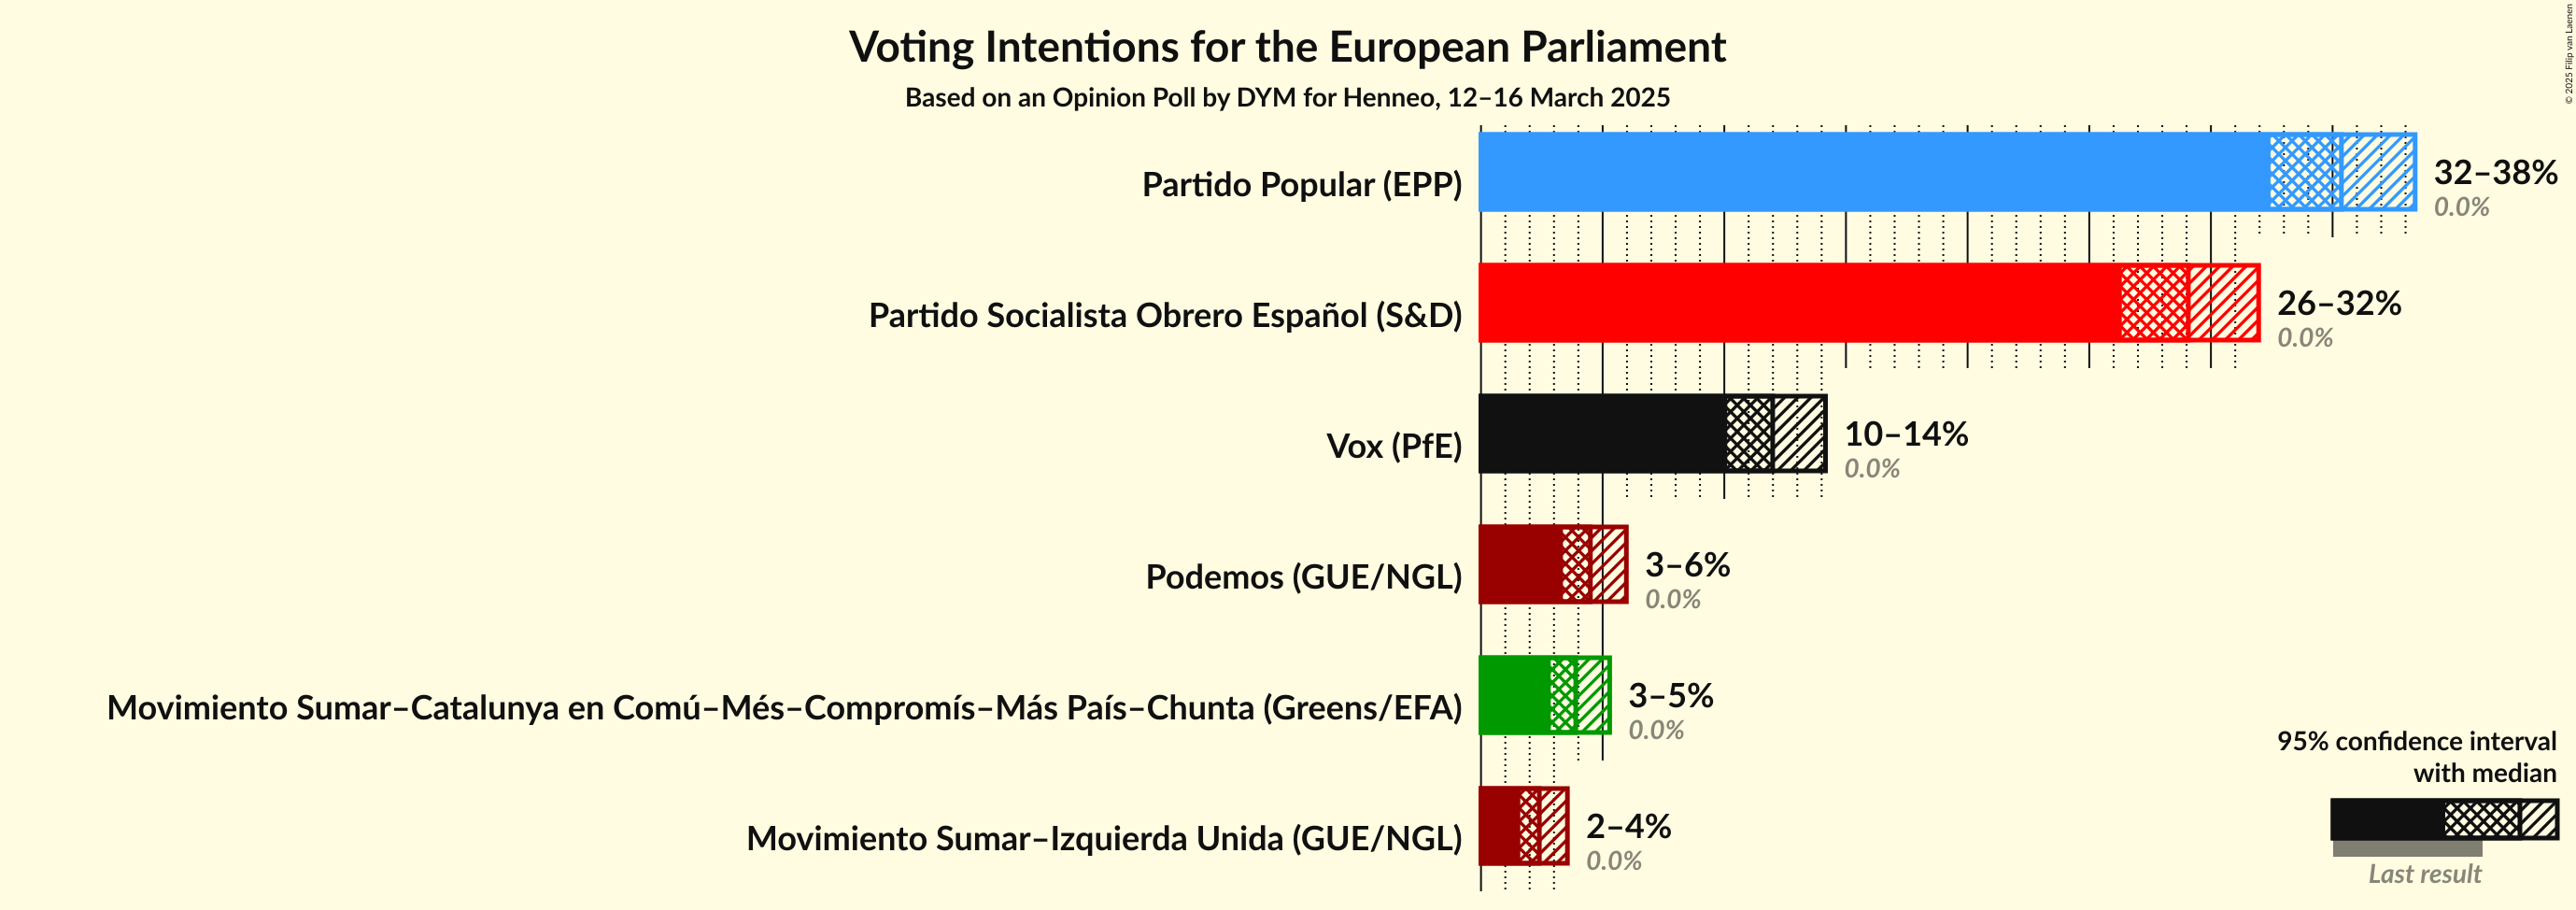 Voting Intentions for the European Parliament
Based on an Opinion Poll by DYM for Henneo, 12–16 March 2025
© 2025 Filip van Laenen
Partido Popular (EPP)
32–38%
0.0%
Partido Socialista Obrero Español (S&D)
26–32%
0.0%
Vox (PfE)
10–14%
0.0%
Podemos (GUE/NGL)
3–6%
0.0%
Movimiento Sumar–Catalunya en Comú–Més–Compromís–Más País–Chunta (Greens/EFA)
3–5%
0.0%
Movimiento Sumar–Izquierda Unida (GUE/NGL)
2–4%
0.0%
95% confidence interval
with median
Last result